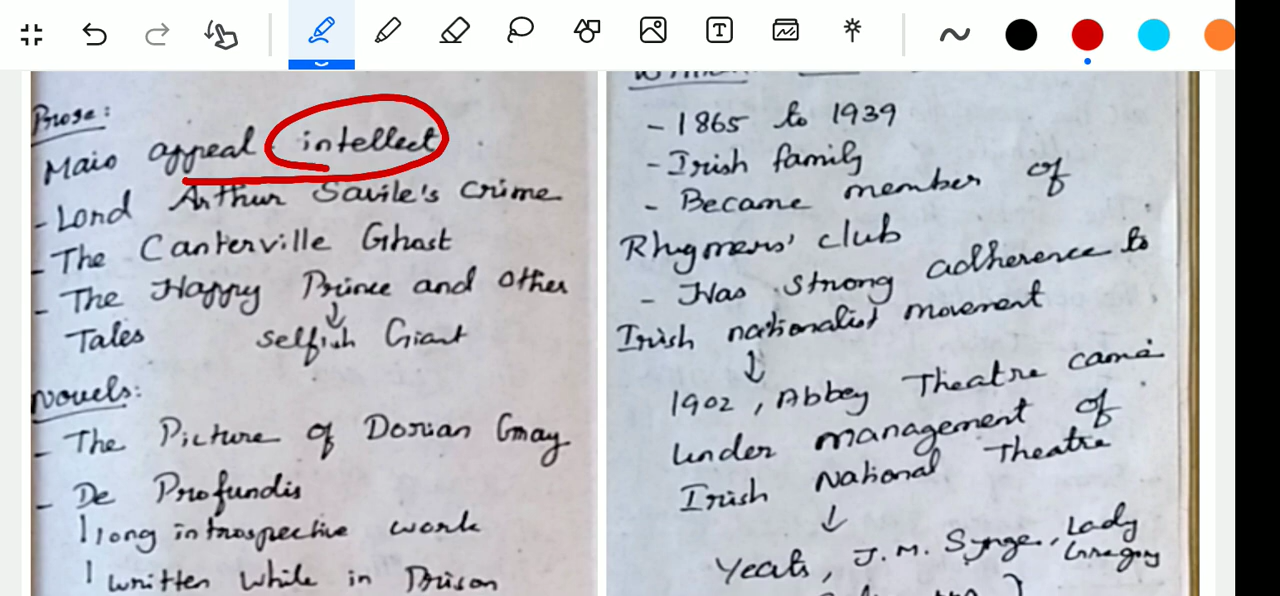 Prose:
Main appeal intellect
- Lord Arthur Savile's Crime
- The Canterville Ghost
- The Happy Prince and other
Tales
↓
selfish Giant
Novels:
- The Picture of Dorian Gray
- De Profundis
long introspective work
written while in Prison
- 1865 to 1939
- Irish family
- Became member of
Rhymers' club
- Has strong adherence to
Irish nationalist movement
↓
1902, Abbey Theatre came
under management of
Irish National Theatre
↓
Yeats, J.M. Synge, Lady
Gregory